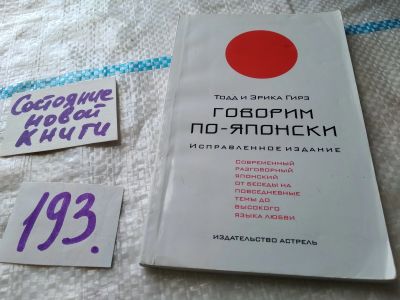 Состояние
новой
книги
193.
Тодд и Эрика Гирз
ГОВОРИМ
ПО-ЯПОНСКИ
Исправленное издание
Современный
разговорный
японский
от беседы на
повседневные
темы до
высокого
языка любви
Издательство Астрель